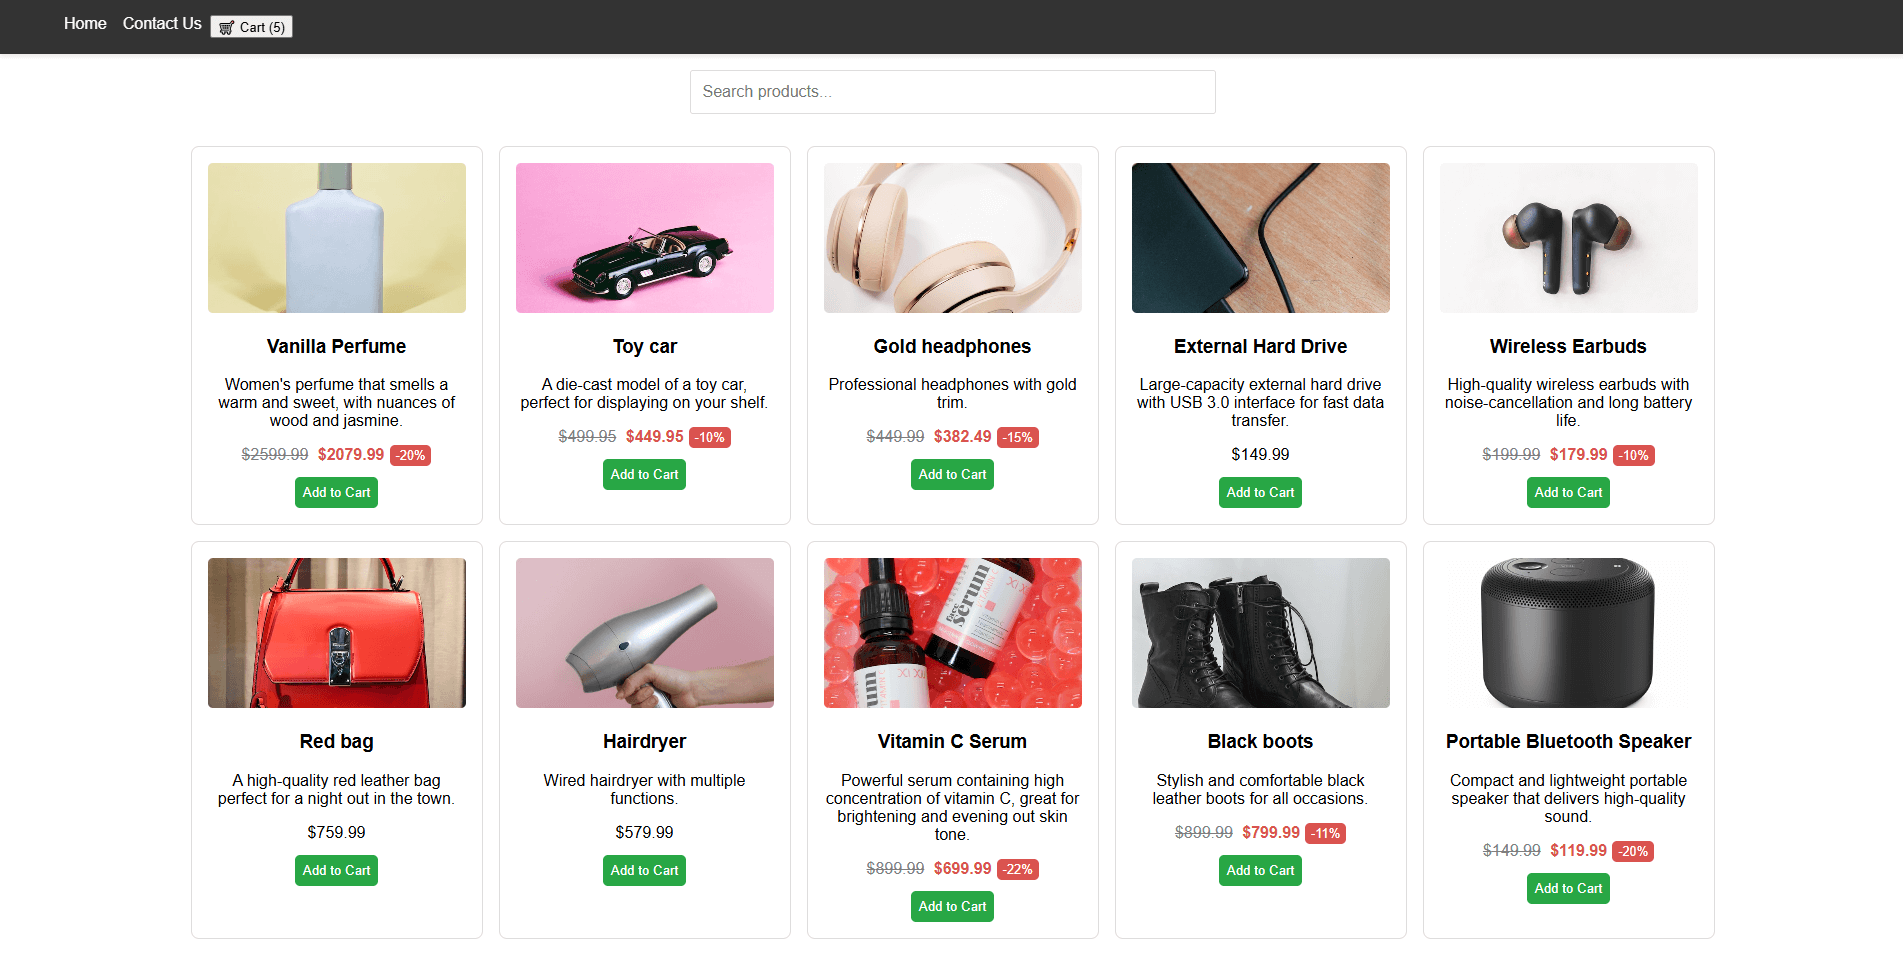 Home Contact Us Cart (5)
Search products...
Vanilla Perfume
Women's perfume that smells a
warm and sweet, with nuances of
wood and jasmine.
$2599.99 $2079.99 -20%
Add to Cart
Toy car
A die-cast model of a toy car,
perfect for displaying on your shelf.
$499.95 $449.95 -10%
Add to Cart
Gold headphones
Professional headphones with gold
trim.
$449.99 $382.49 -15%
Add to Cart
External Hard Drive
Large-capacity external hard drive
with USB 3.0 interface for fast data
transfer.
$149.99
Add to Cart
Wireless Earbuds
High-quality wireless earbuds with
noise-cancellation and long battery
life.
$199.99 $179.99 -10%
Add to Cart
Red bag
A high-quality red leather bag
perfect for a night out in the town.
$759.99
Add to Cart
Hairdryer
Wired hairdryer with multiple
functions.
$579.99
Add to Cart
face
serum
XI XI
Vitamin C Serum
Powerful serum containing high
concentration of vitamin C, great for
brightening and evening out skin
tone.
$899.99 $699.99 -22%
Add to Cart
Black boots
Stylish and comfortable black
leather boots for all occasions.
$899.99 $799.99 -11%
Add to Cart
Portable Bluetooth Speaker
Compact and lightweight portable
speaker that delivers high-quality
sound.
$149.99 $119.99 -20%
Add to Cart